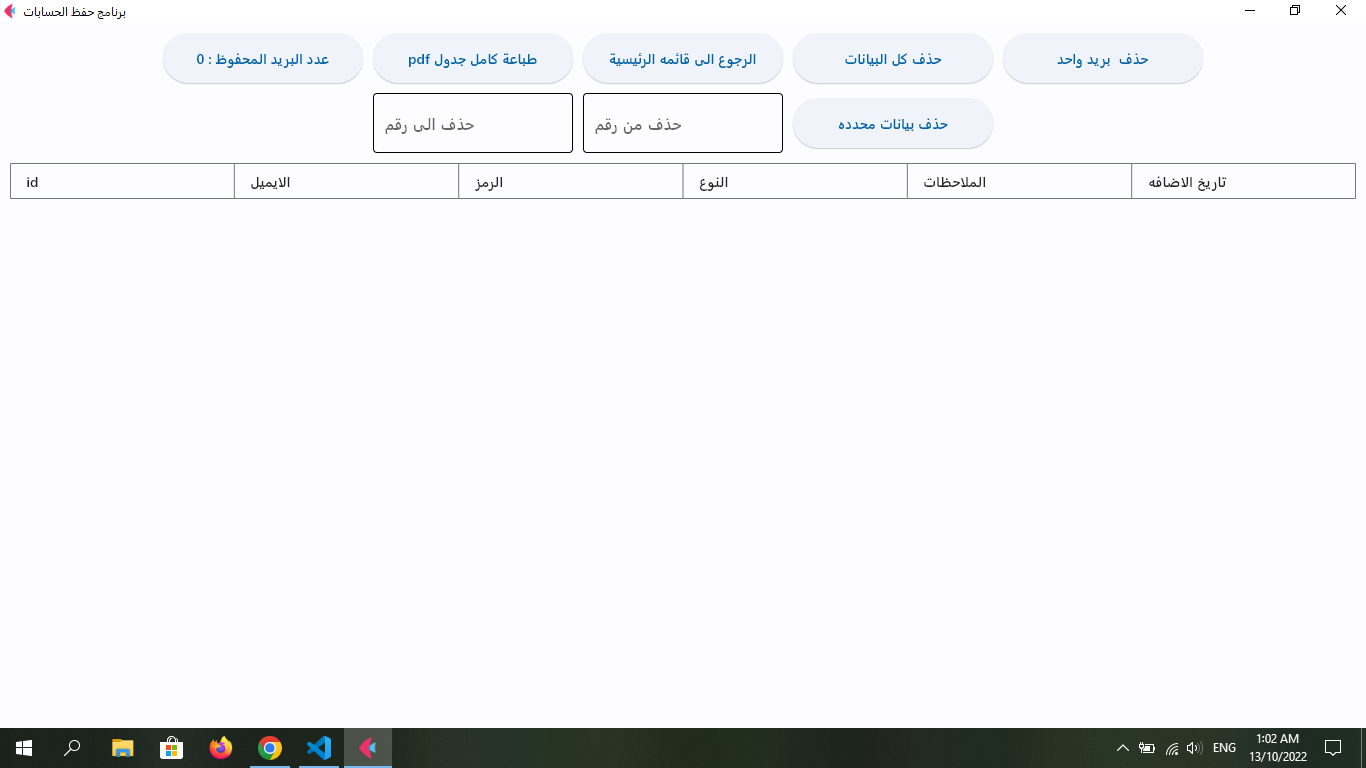 برنامج حفظ الحسابات
حذف  بريد واحد
حذف كل البيانات
الرجوع الى قائمه الرئيسية
طباعة كامل جدول pdf
عدد البريد المحفوظ : 0
حذف بيانات محدده
حذف من رقم
حذف الى رقم
id
الايميل
الرمز
النوع
الملاحظات
تاريخ الاضافه
ENG
1:02 AM
13/10/2022